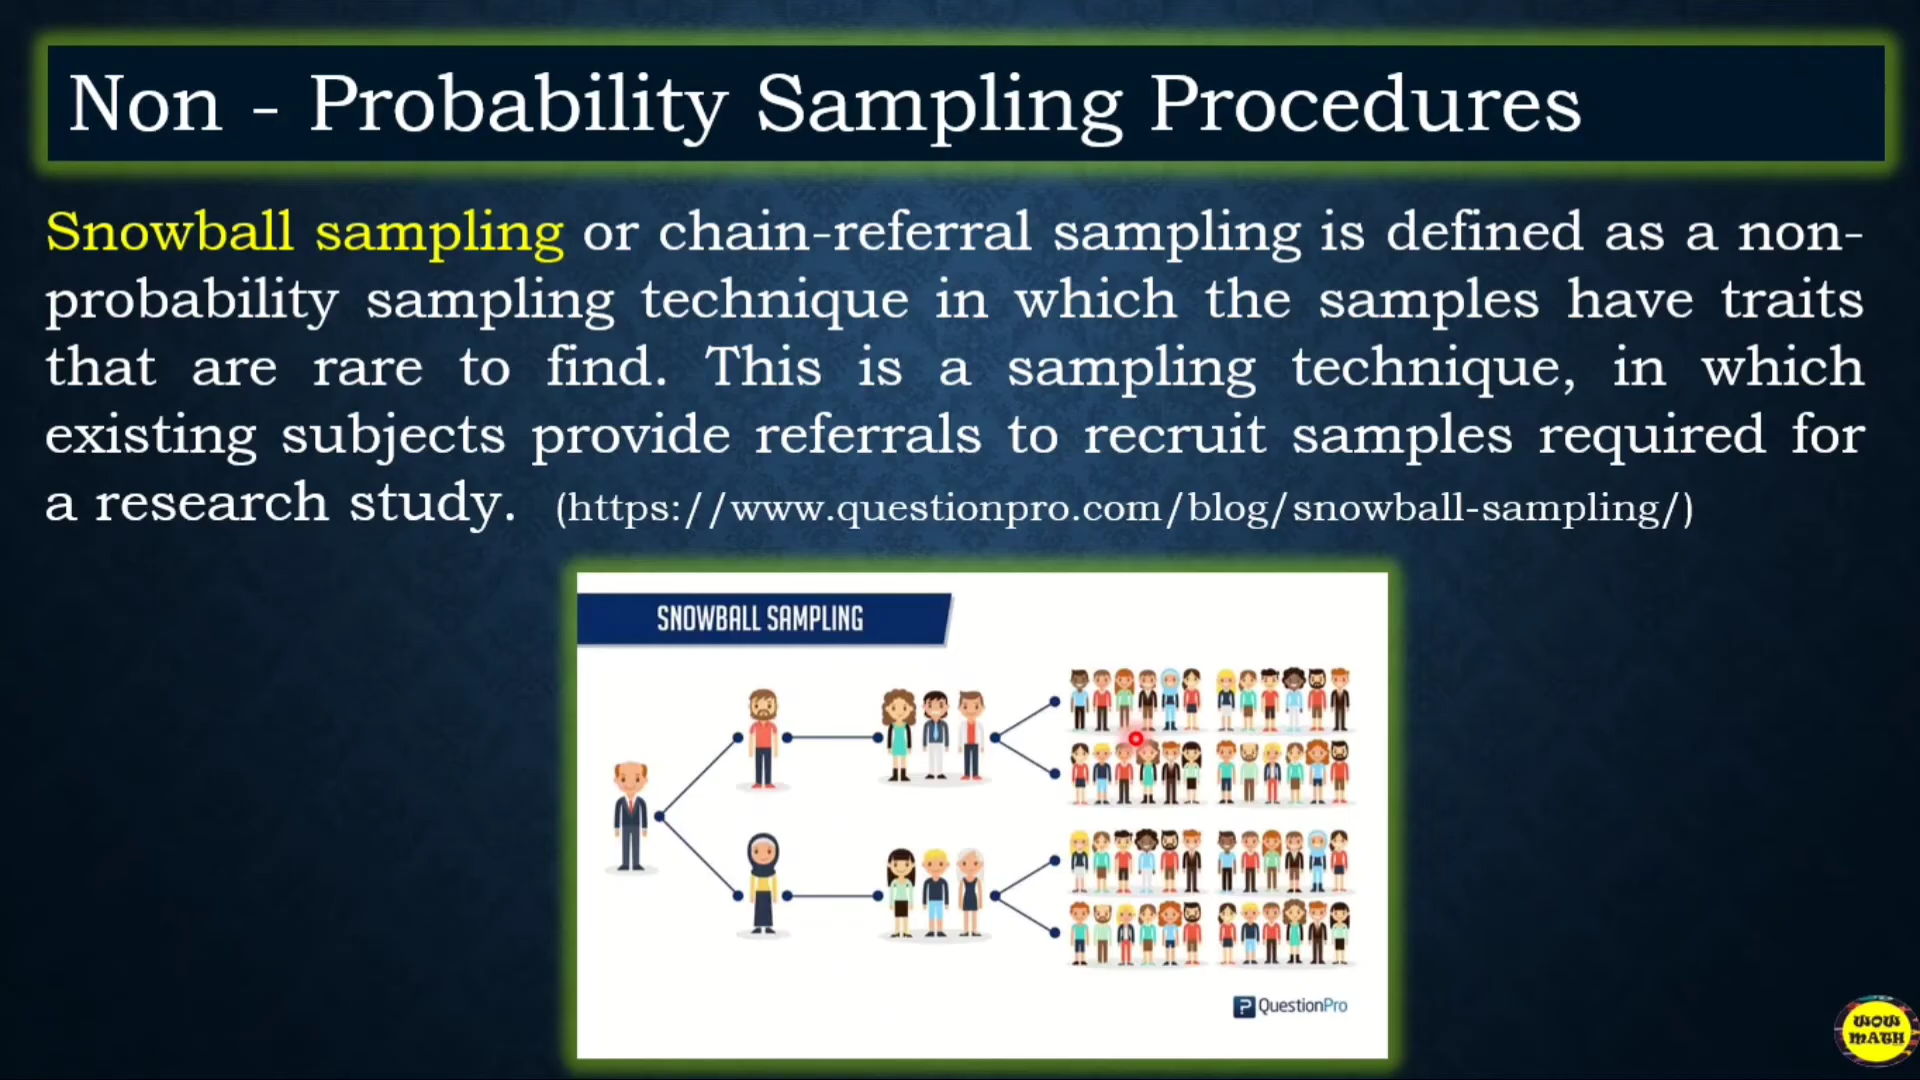 Non - Probability Sampling Procedures
Snowball sampling or chain-referral sampling is defined as a non-
probability sampling technique in which the samples have traits
that are rare to find. This is a sampling technique, in which
existing subjects provide referrals to recruit samples required for
a research study. (https://www.questionpro.com/blog/snowball-sampling/)
SNOWBALL SAMPLING
QuestionPro
WOW
MATH